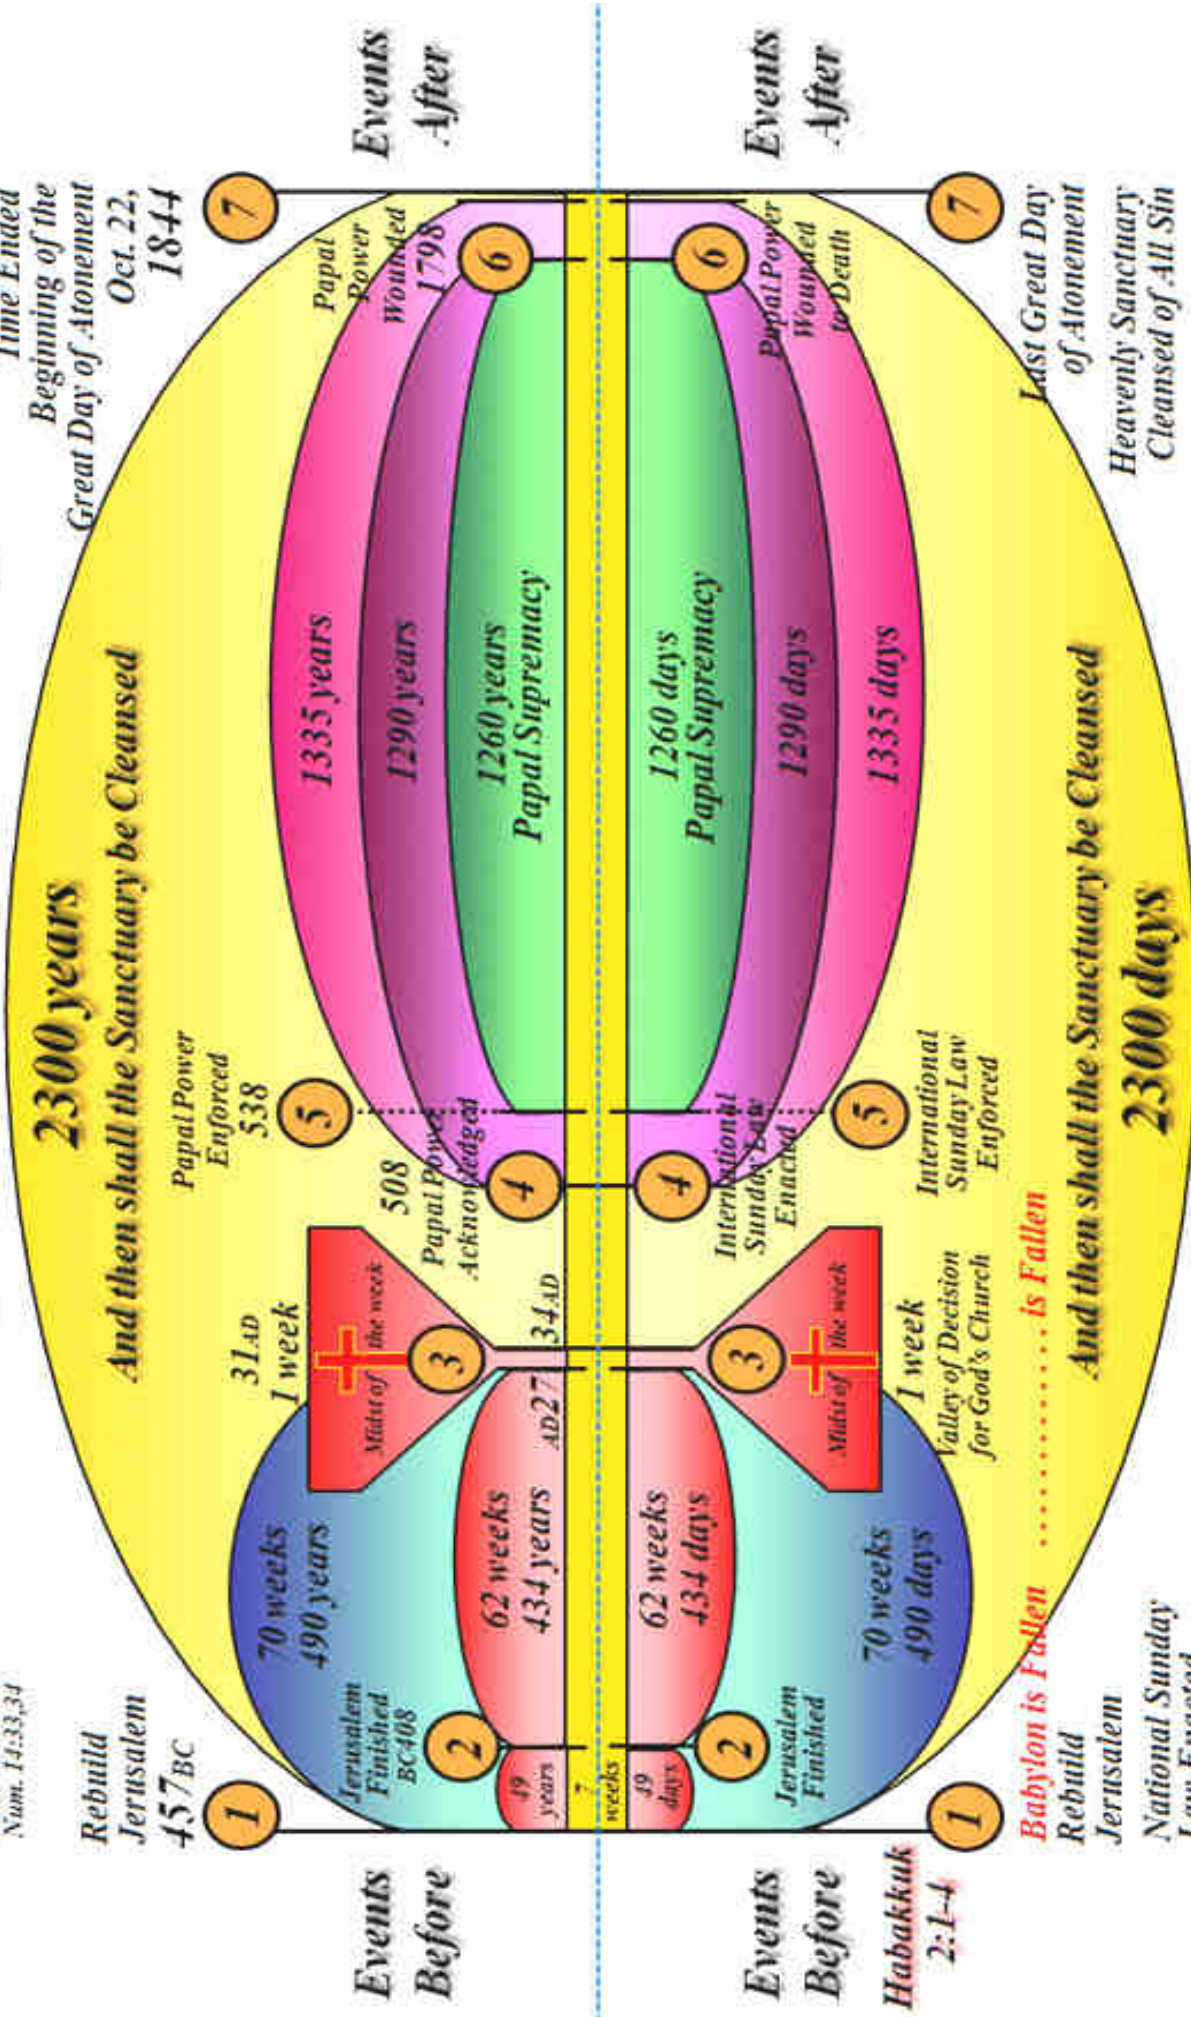 Num. 14:33,34
Rebuild
Jerusalem
457 BC
1
Time Ended
Beginning of the
Great Day of Atonement
Oct. 22,
1844
7
2300 years
And then shall the Sanctuary be Cleansed
Events
Before
Events
After
70 weeks
490 years
Jerusalem
Finished
BC408
2
49
years
62 weeks
434 years
31 AD
1 week
Midst of the week
3
AD27
34 AD
508
Papal Power
Acknowledged
4
Papal Power
Enforced
538
5
1335 years
1290 years
1260 years
Papal Supremacy
Papal
Power
Wounded
1798
6
7
weeks
49
days
62 weeks
434 days
2
Jerusalem
Finished
70 weeks
490 days
3
Midst of the week
1 week
Valley of Decision
for God's Church
4
International
Sunday Law
Enacted
5
International
Sunday Law
Enforced
1260 days
Papal Supremacy
1290 days
1335 days
6
Papal Power
Wounded
to Death
Events
Before
Events
After
Habakkuk
2:1-4
1
7
Babylon is Fallen ............ is Fallen
Rebuild
Jerusalem
National Sunday
Law Enacted
And then shall the Sanctuary be Cleansed
2300 days
Last Great Day
of Atonement
Heavenly Sanctuary
Cleansed of All Sin